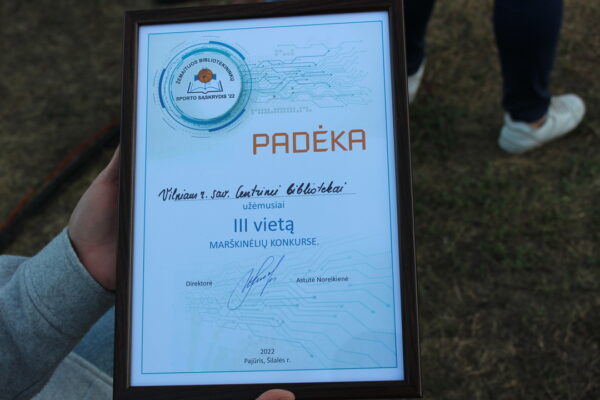 ŽEMAITIJOS BIBLIOTEKININKŲ
SPORTO SĄSKRYDIS '22
PADĖKA
Vilniaus r. sav. Centrinei bibliotekai
užėmusiai
III vietą
MARŠKINĖLIŲ KONKURSE.
Direktorė
Astutė Noreikienė
2022
Pajūris, Šilalės r.